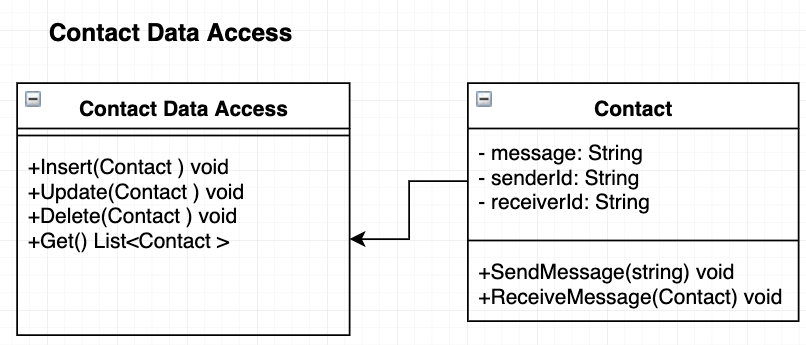 Contact Data Access
Contact Data Access
+Insert(Contact ) void
+Update(Contact ) void
+Delete(Contact ) void
+Get() List<Contact >
Contact
- message: String
- senderId: String
- receiverId: String
+SendMessage(string) void
+ReceiveMessage(Contact) void